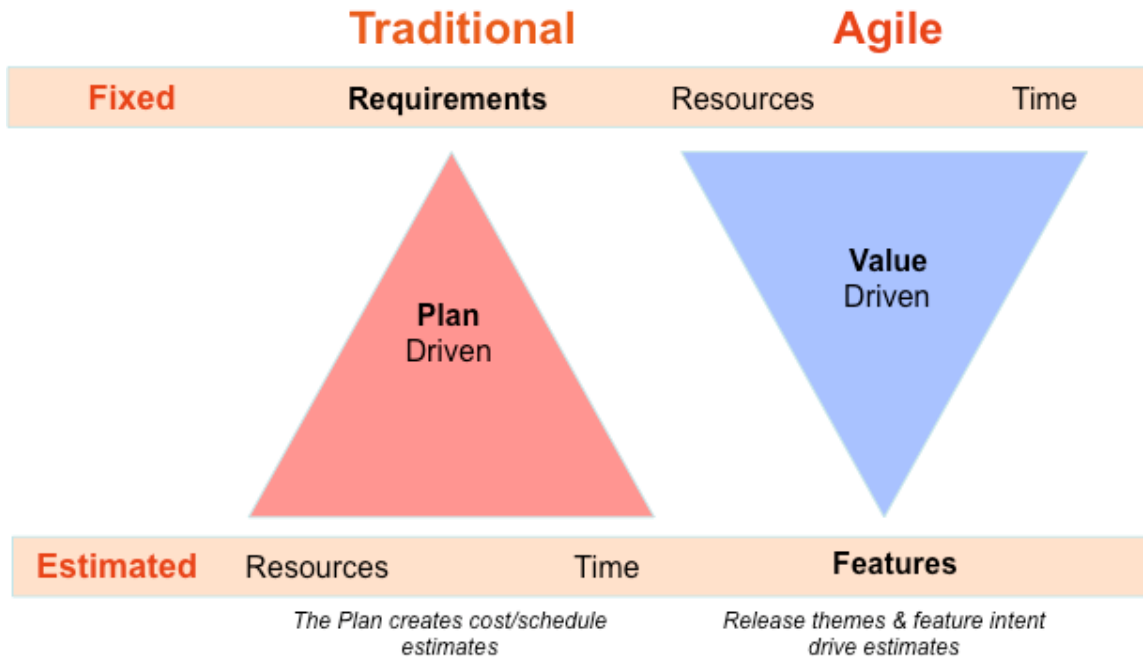 Traditional Agile
Fixed Requirements Resources Time
Plan
Driven
Value
Driven
Estimated Resources Time Features
The Plan creates cost/schedule
estimates
Release themes & feature intent
drive estimates